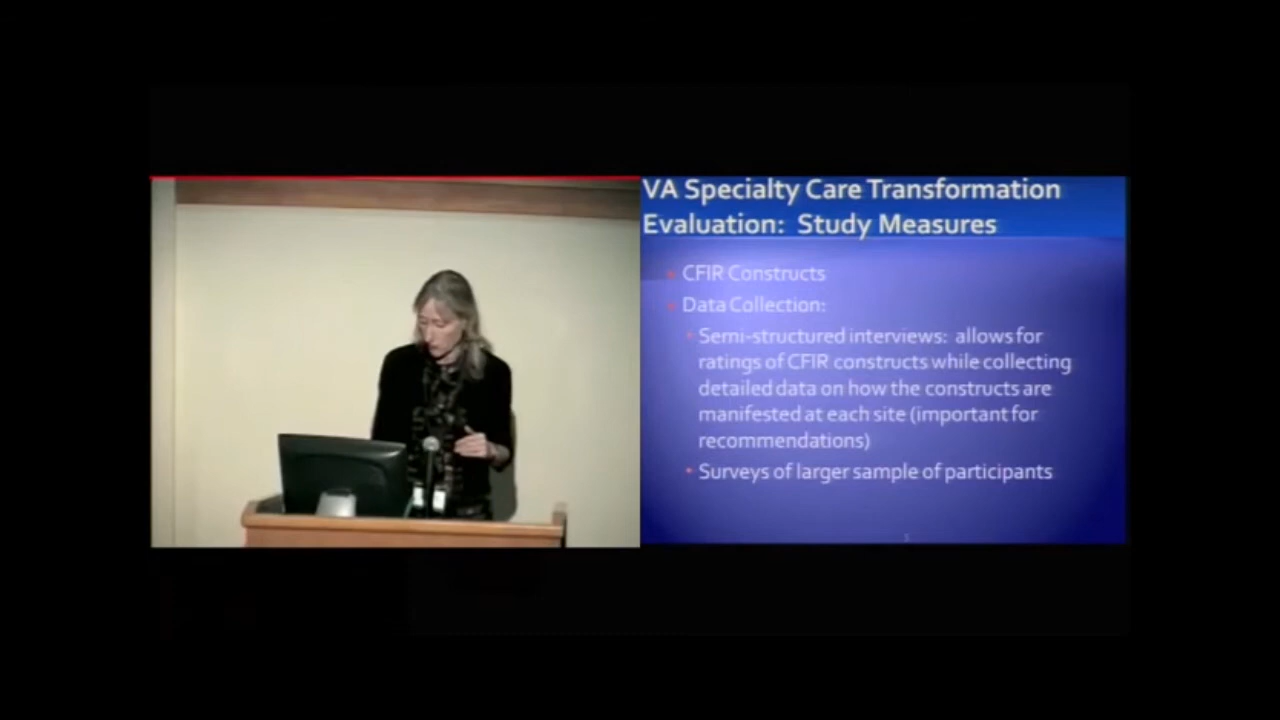 VA Specialty Care Transformation
Evaluation: Study Measures
CFIR Constructs
Data Collection:
Semi-structured interviews: allows for
ratings of CFIR constructs while collecting
detailed data on how the constructs are
manifested at each site (important for
recommendations)
Surveys of larger sample of participants